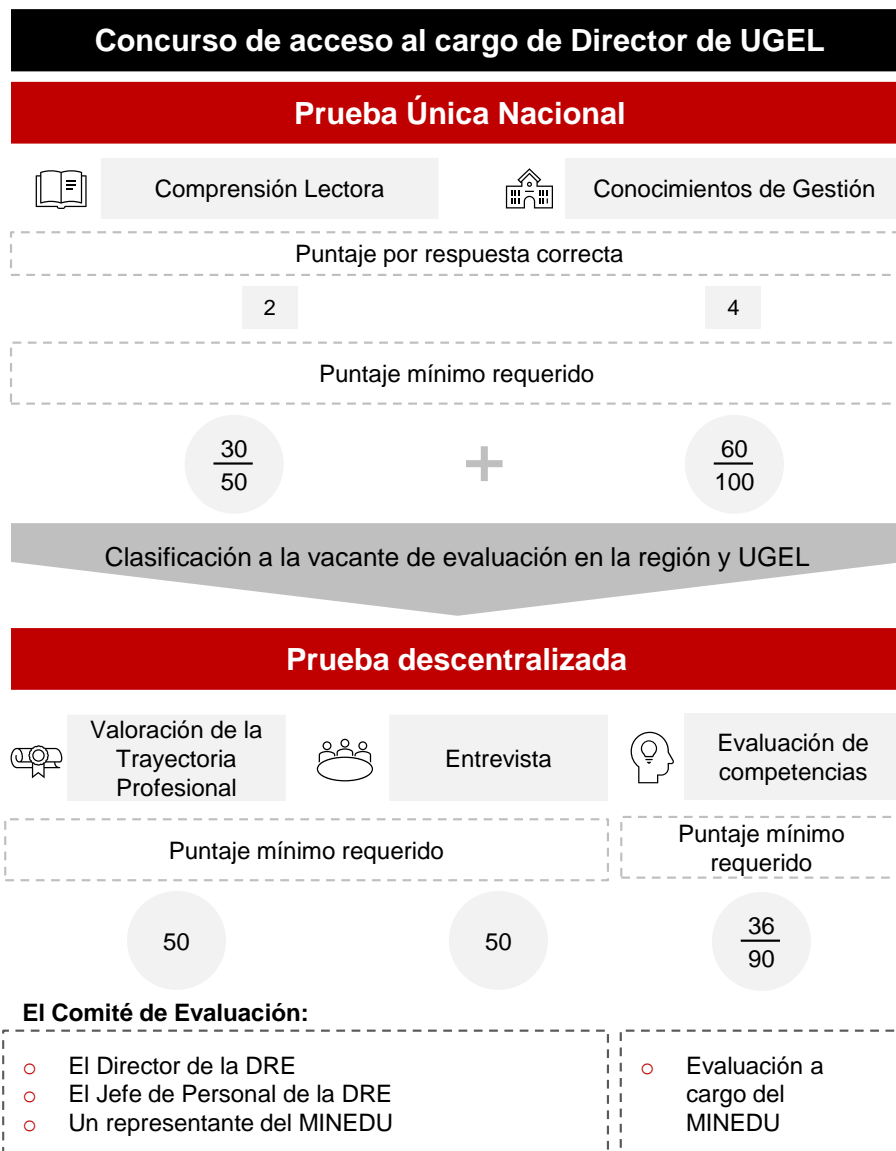 Concurso de acceso al cargo de Director de UGEL
Prueba Única Nacional
Comprensión Lectora
Conocimientos de Gestión
Puntaje por respuesta correcta
2
4
Puntaje mínimo requerido
30
50
+
60
100
Clasificación a la vacante de evaluación en la región y UGEL
Prueba descentralizada
Valoración de la
Trayectoria
Profesional
Entrevista
Evaluación de
competencias
Puntaje mínimo requerido
Puntaje mínimo
requerido
50
50
36
90
El Comité de Evaluación:
o El Director de la DRE
o El Jefe de Personal de la DRE
o Un representante del MINEDU
o Evaluación a
cargo del
MINEDU